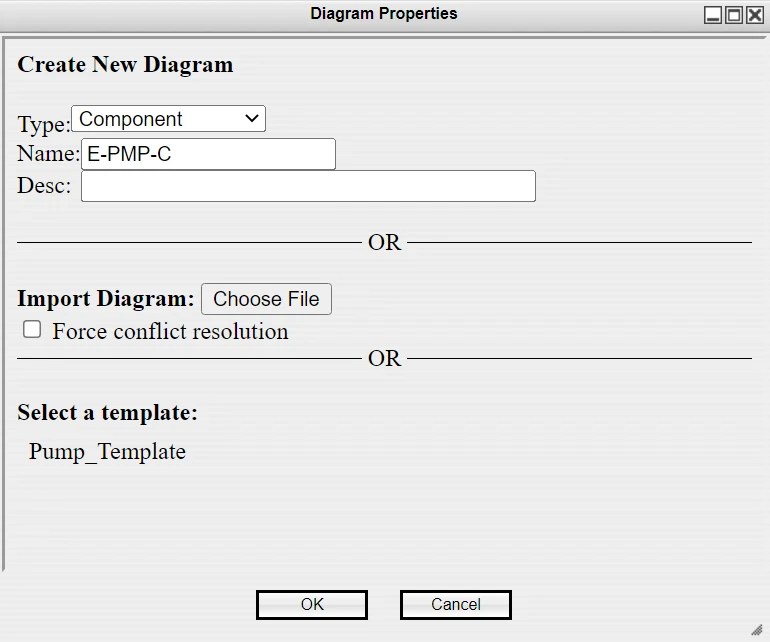 Diagram Properties
Create New Diagram
Type: Component
Name: E-PMP-C
Desc:
OR
Import Diagram: Choose File
Force conflict resolution
OR
Select a template:
Pump_Template
OK Cancel